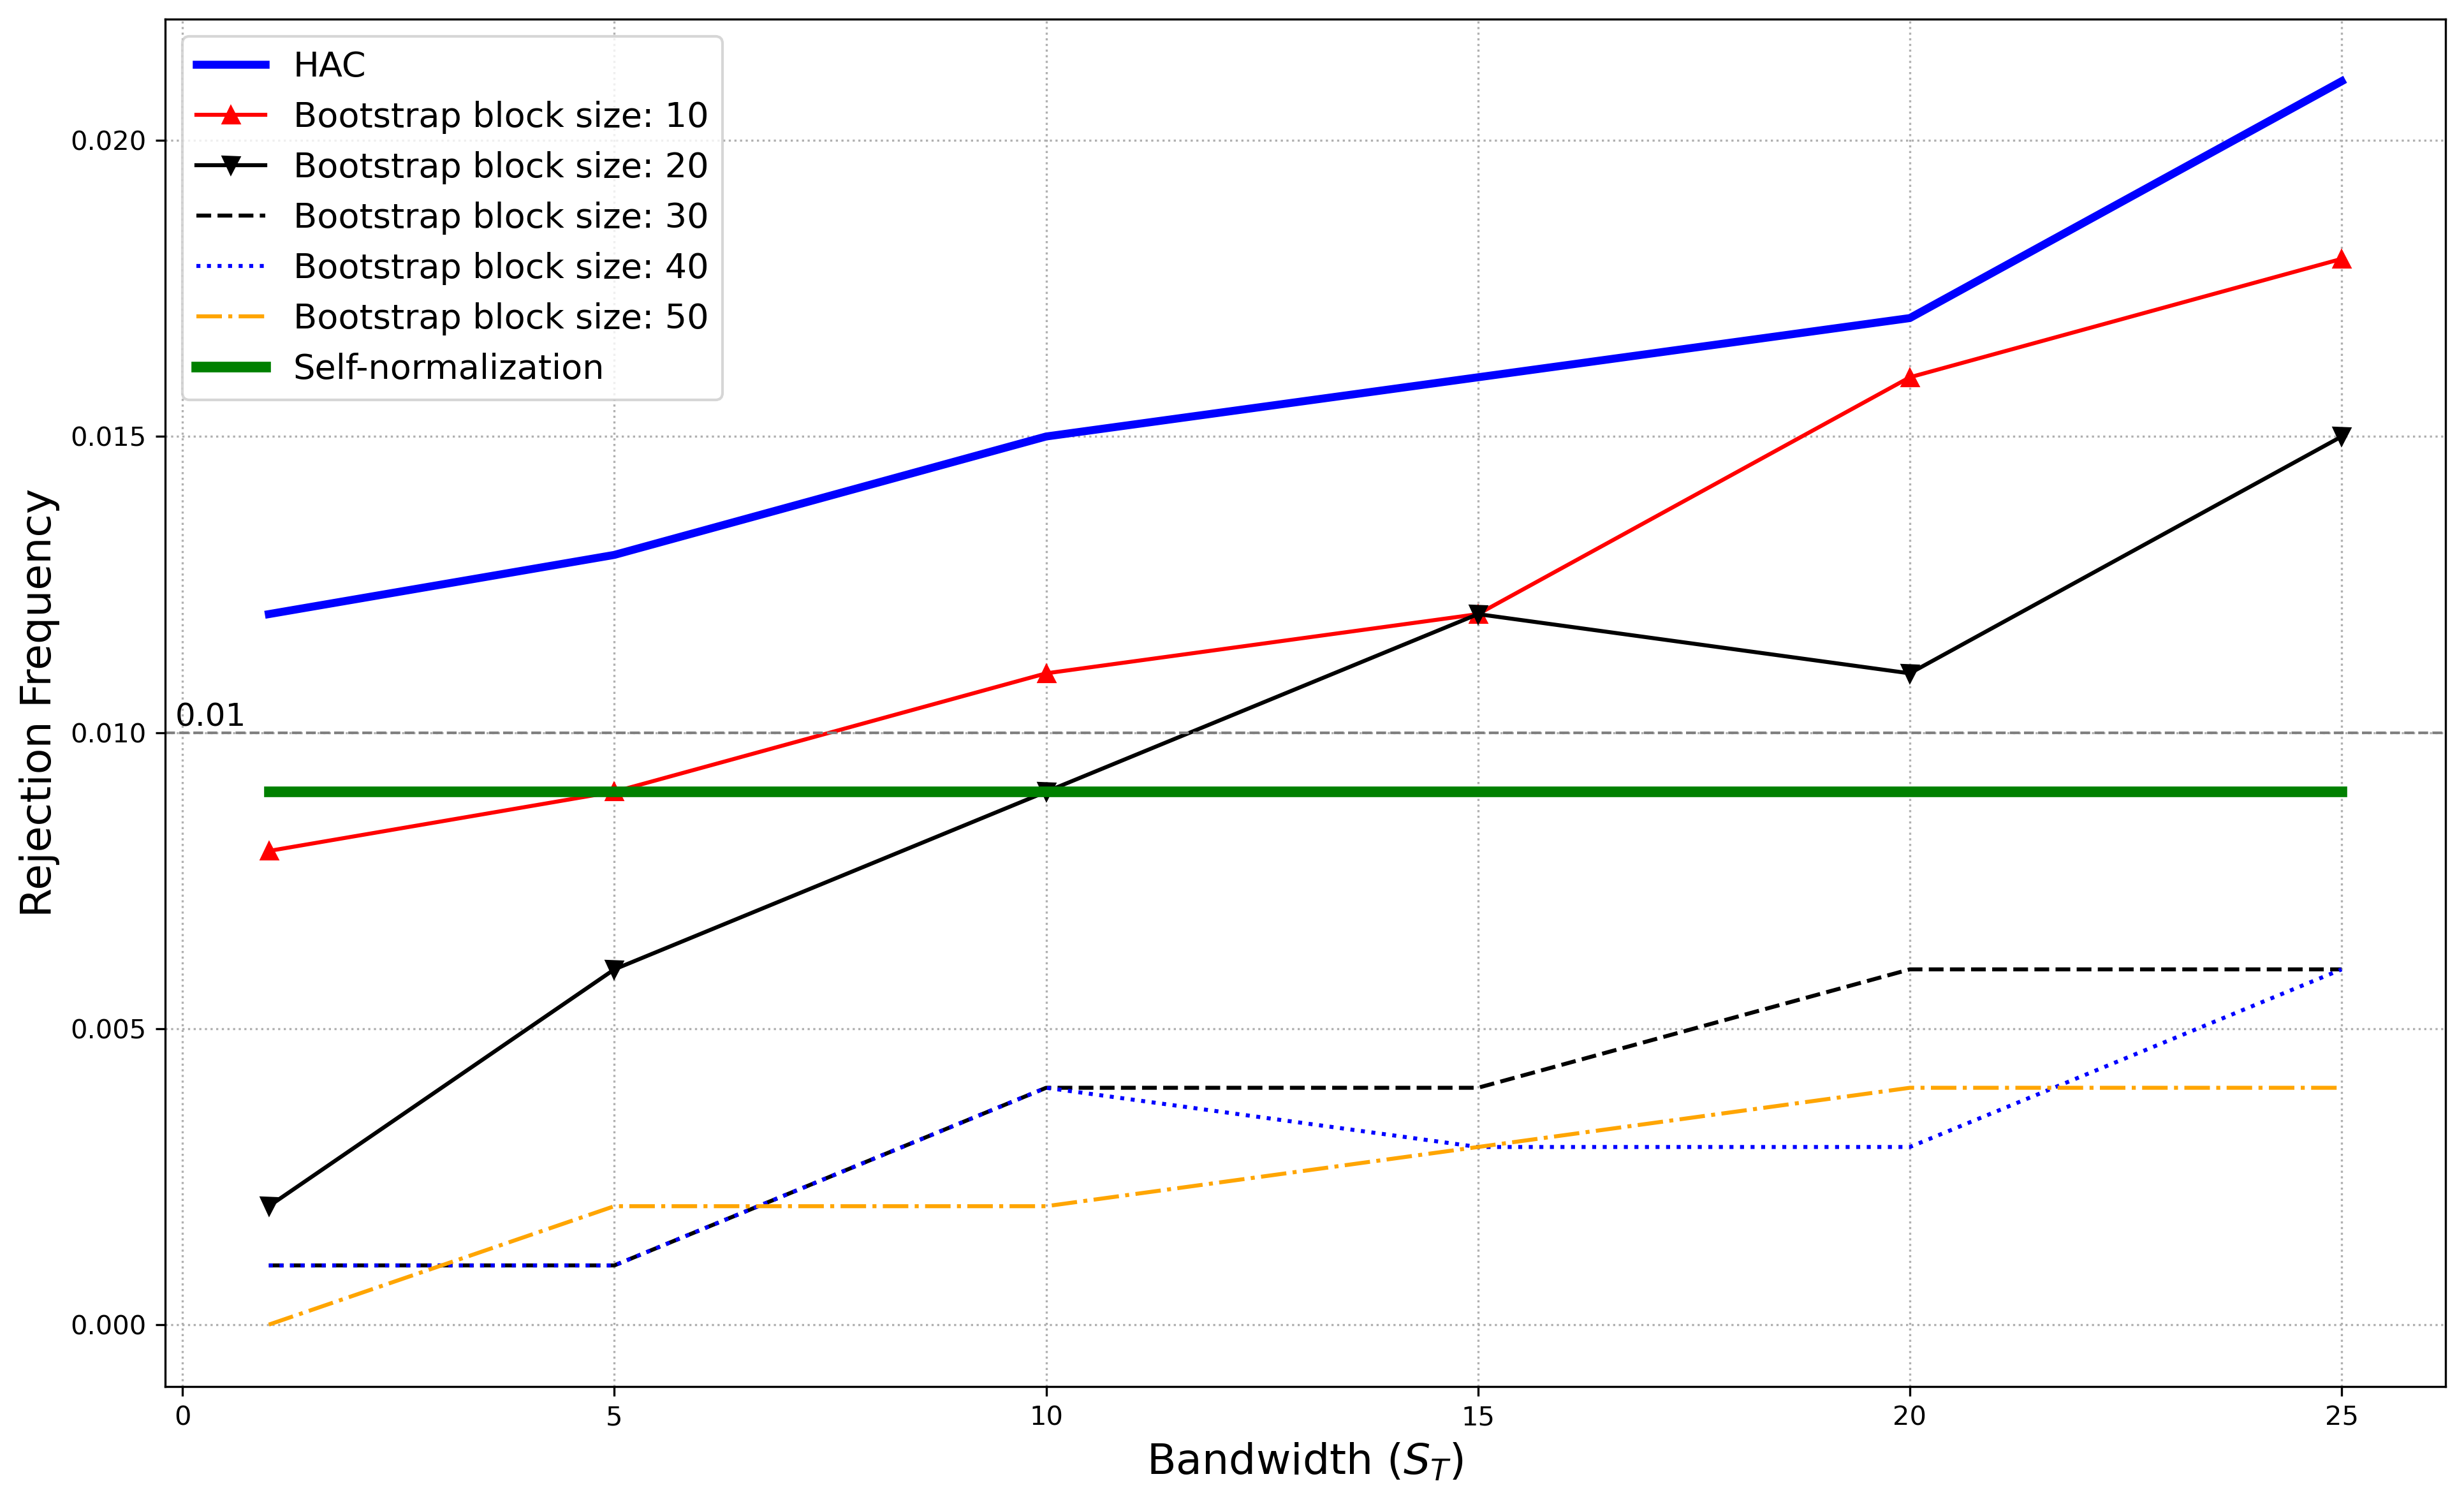 HAC
Bootstrap block size: 10
Bootstrap block size: 20
Bootstrap block size: 30
Bootstrap block size: 40
Bootstrap block size: 50
Self-normalization
0.020
0.015
0.010
0.005
0.000
0.01
Rejection Frequency
0 5 10 15 20 25
Bandwidth (S_T)